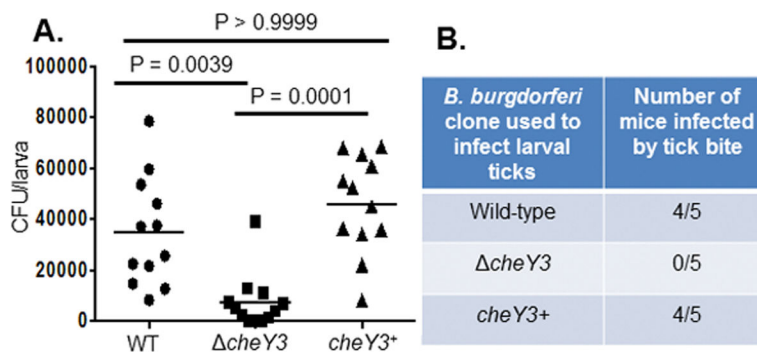 A.
P > 0.9999
P = 0.0039
P = 0.0001
100000
80000
60000
40000
20000
0
CFU/larva
WT
ΔcheY3
cheY3⁺
B.
B. burgdorferi
clone used to
infect larval
ticks
Number of
mice infected
by tick bite
Wild-type 4/5
ΔcheY3 0/5
cheY3+ 4/5